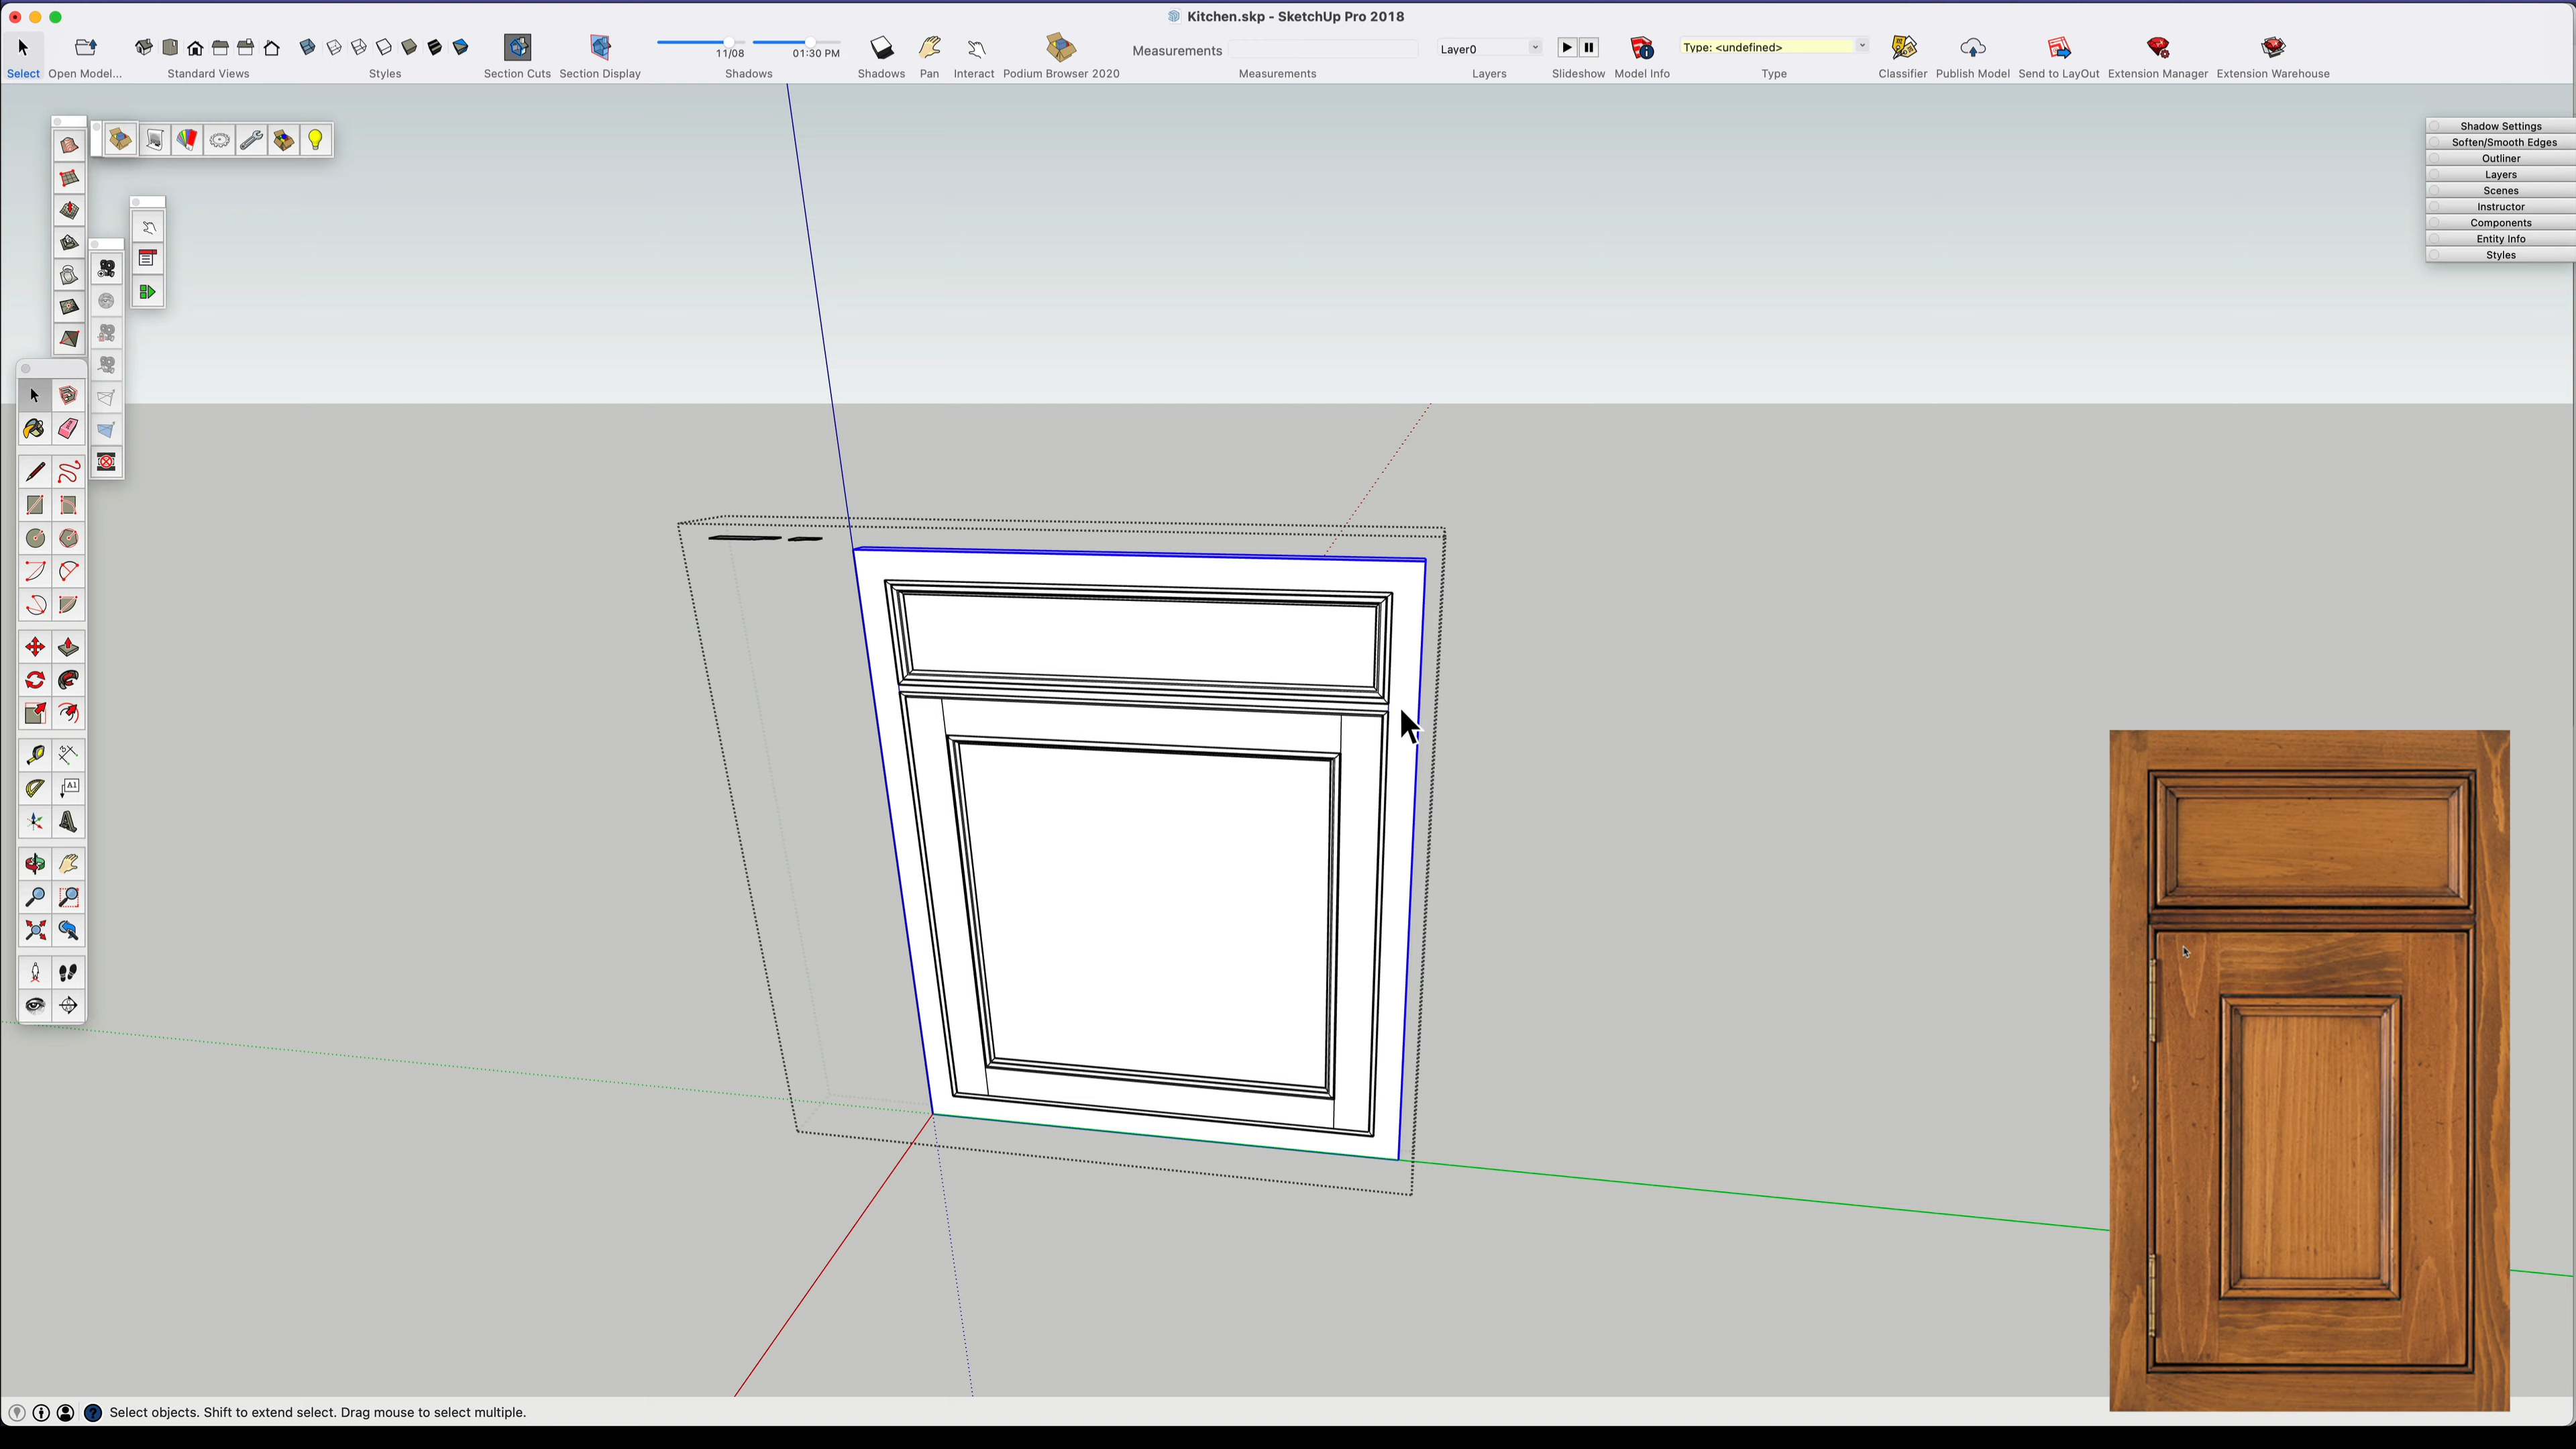 Kitchen.skp - SketchUp Pro 2018
11/08
01:30 PM
Measurements
Layer0
Type: <undefined>
Select
Open Model...
Standard Views
Styles
Section Cuts
Section Display
Shadows
Shadows
Pan
Interact
Podium Browser 2020
Measurements
Layers
Slideshow
Model Info
Type
Classifier
Publish Model
Send to LayOut
Extension Manager
Extension Warehouse
Shadow Settings
Soften/Smooth Edges
Outliner
Layers
Scenes
Instructor
Components
Entity Info
Styles
A1
Select objects. Shift to extend select. Drag mouse to select multiple.